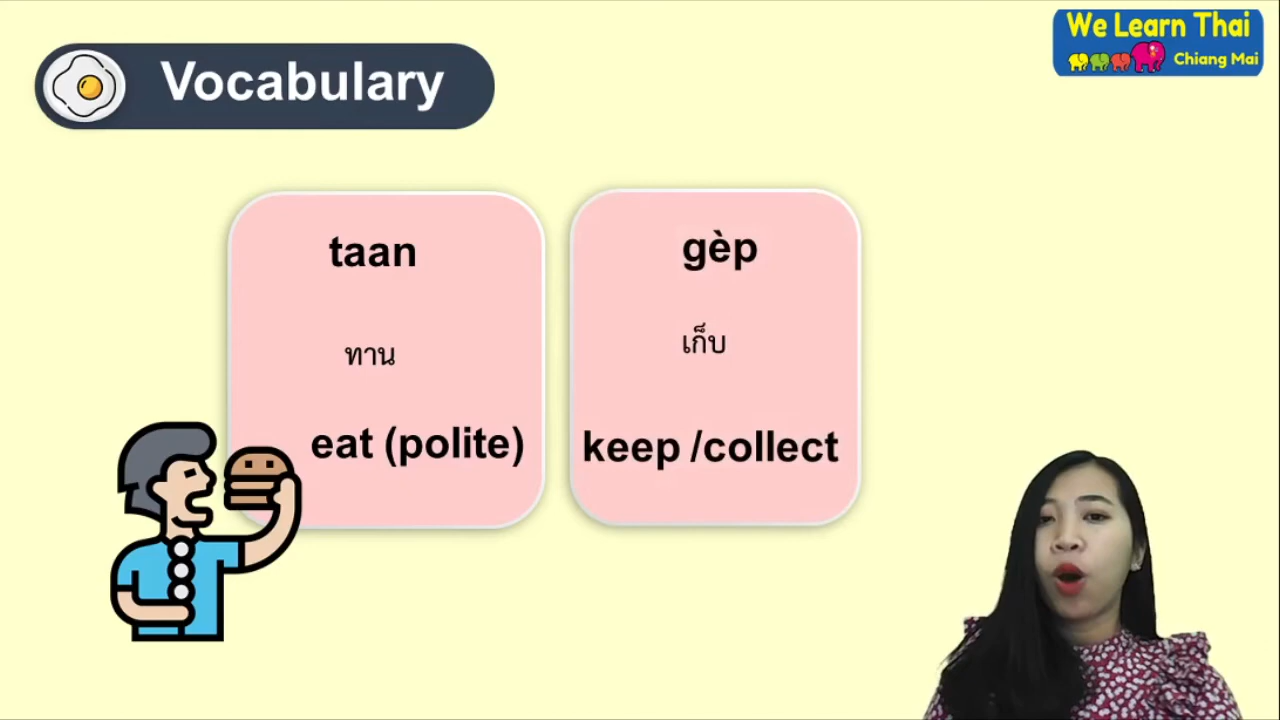 We Learn Thai
Chiang Mai
Vocabulary
taan
ทาน
eat (polite)
gèp
เก็บ
keep /collect